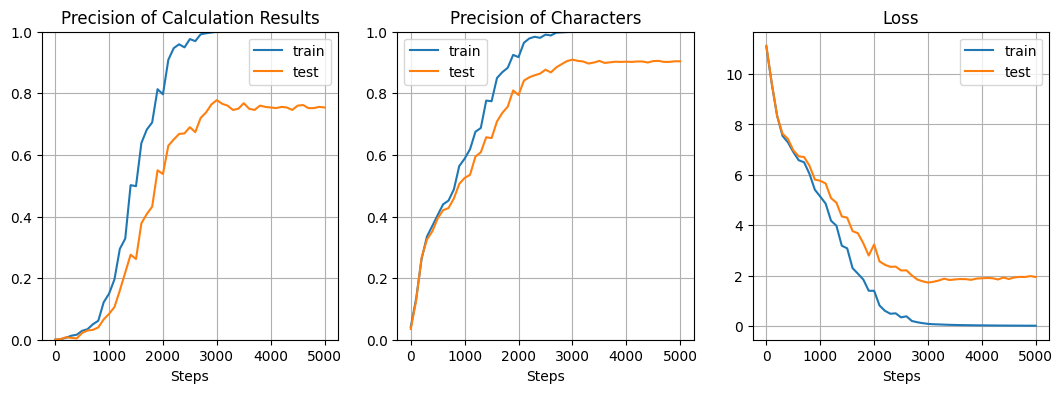 Precision of Calculation Results
1.0
0.8
0.6
0.4
0.2
0.0
train
test
0 1000 2000 3000 4000 5000
Steps
Precision of Characters
1.0
0.8
0.6
0.4
0.2
0.0
train
test
0 1000 2000 3000 4000 5000
Steps
Loss
10
8
6
4
2
0
train
test
0 1000 2000 3000 4000 5000
Steps